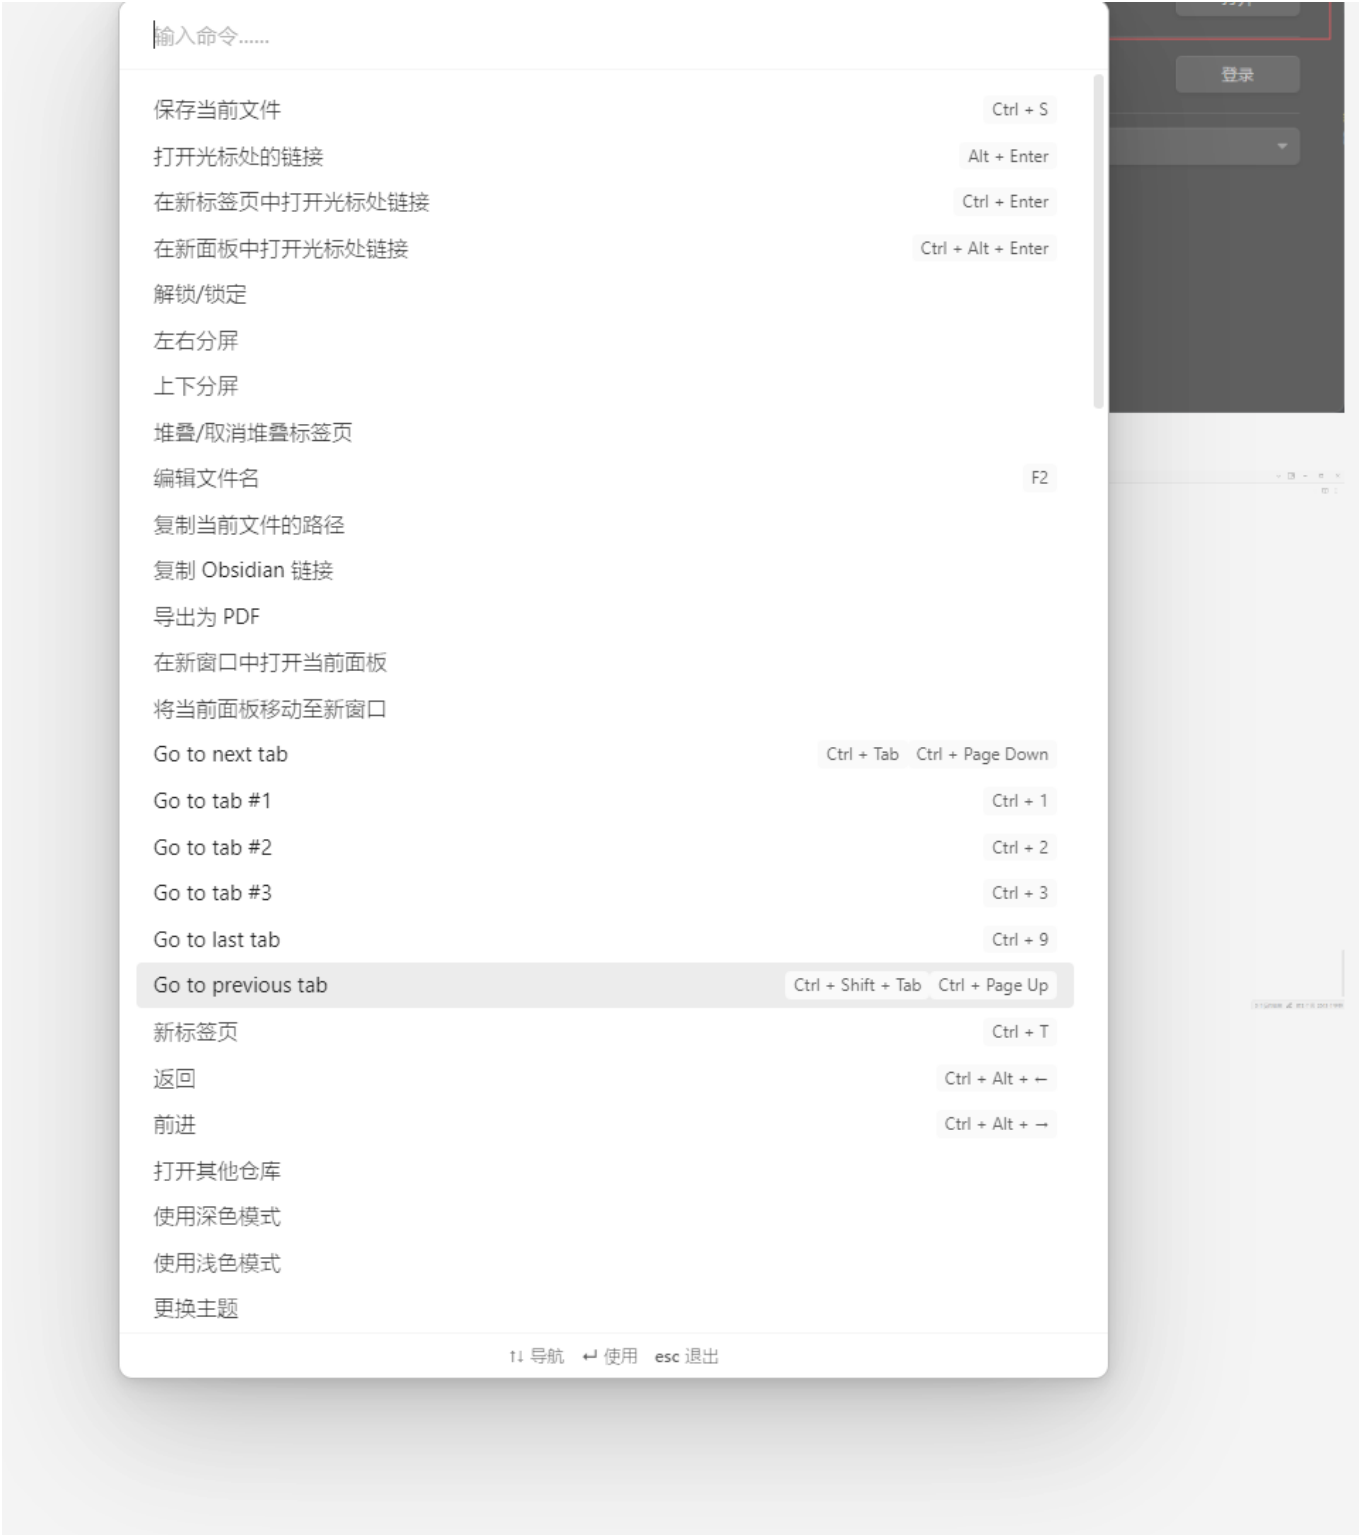 输入命令......
登录
保存当前文件 Ctrl + S
打开光标处的链接 Alt + Enter
在新标签页中打开光标处链接 Ctrl + Enter
在新面板中打开光标处链接 Ctrl + Alt + Enter
解锁/锁定
左右分屏
上下分屏
堆叠/取消堆叠标签页
编辑文件名 F2
复制当前文件的路径
复制 Obsidian 链接
导出为 PDF
在新窗口中打开当前面板
将当前面板移动至新窗口
Go to next tab Ctrl + Tab Ctrl + Page Down
Go to tab #1 Ctrl + 1
Go to tab #2 Ctrl + 2
Go to tab #3 Ctrl + 3
Go to last tab Ctrl + 9
Go to previous tab Ctrl + Shift + Tab Ctrl + Page Up
新标签页 Ctrl + T
返回 Ctrl + Alt + ←
前进 Ctrl + Alt + →
打开其他仓库
使用深色模式
使用浅色模式
更换主题
↑↓ 导航 ↵ 使用 esc 退出